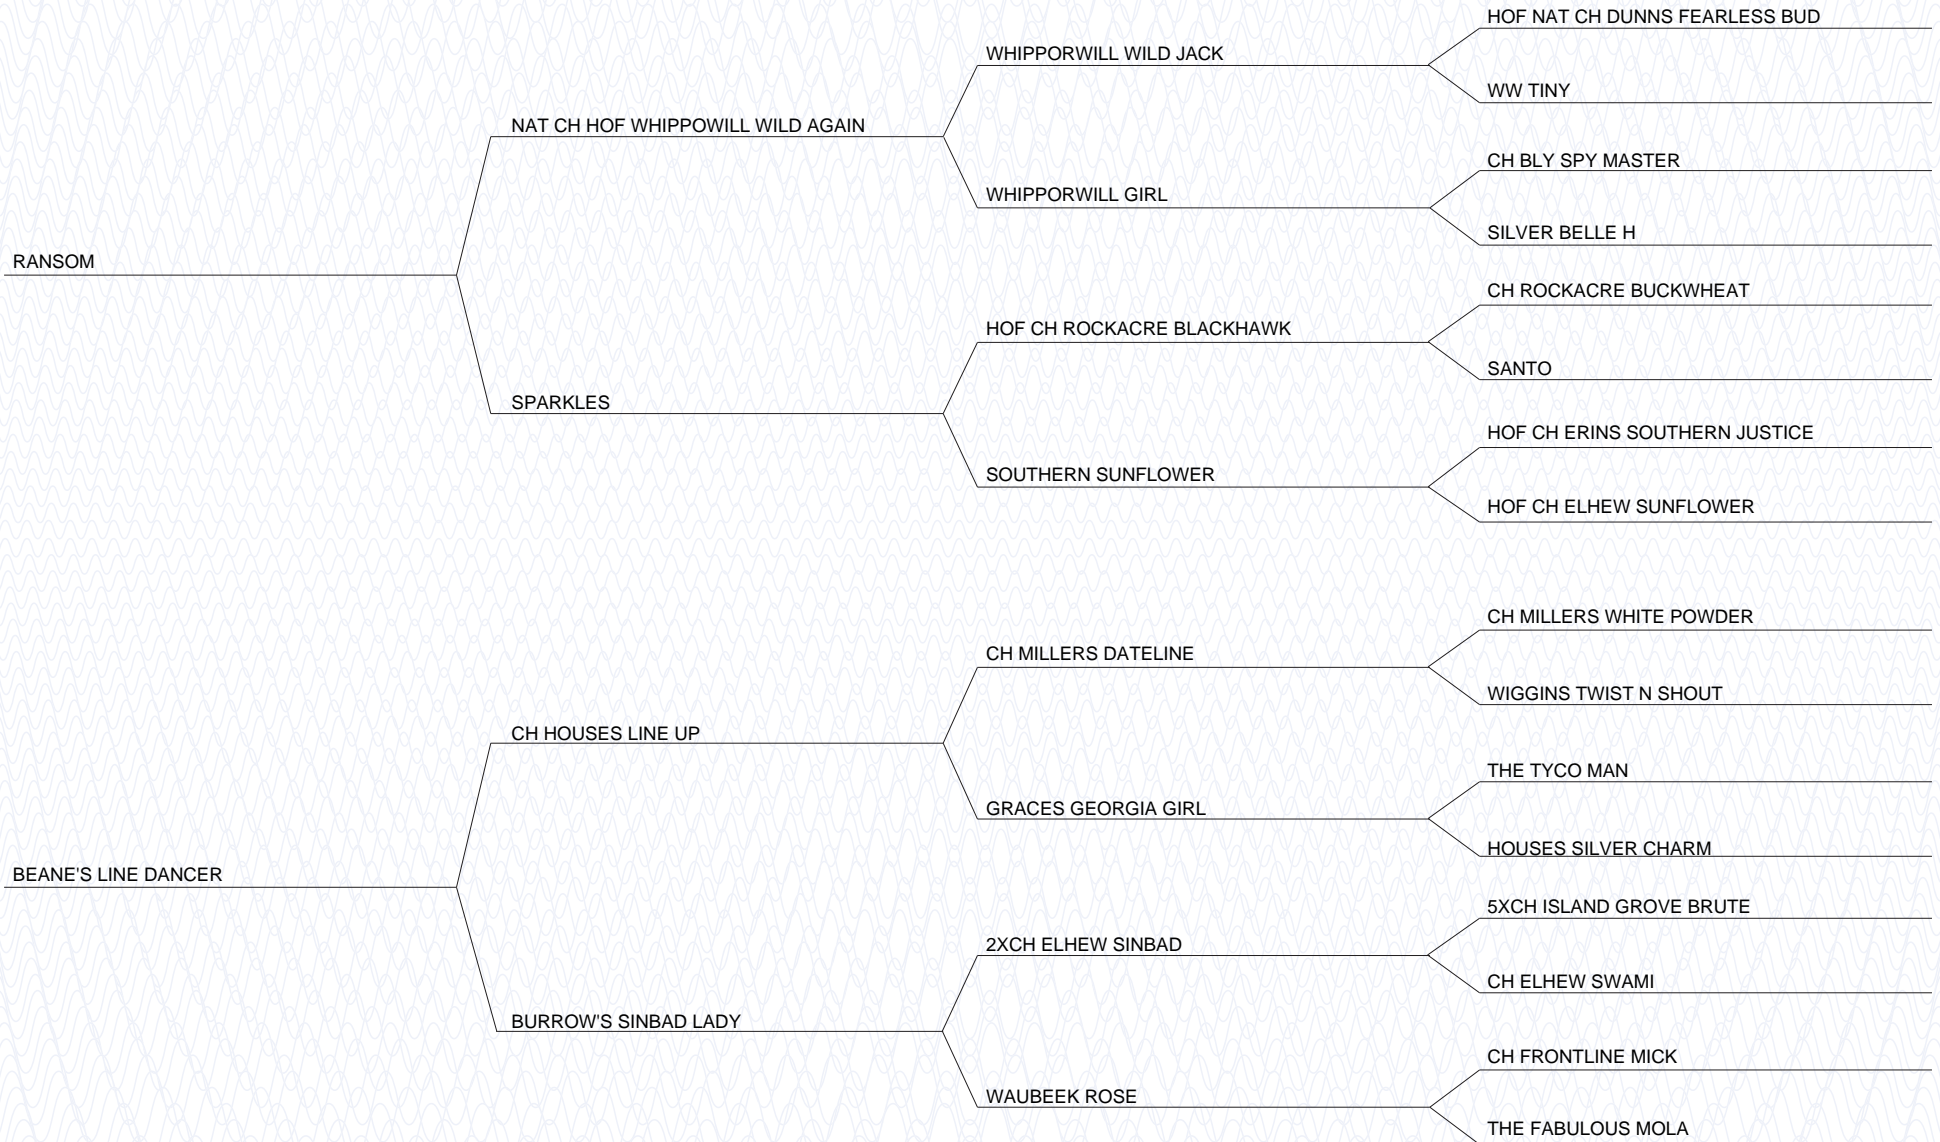 HOF NAT CH DUNNS FEARLESS BUD
WHIPPORWILL WILD JACK
WW TINY
NAT CH HOF WHIPPOWILL WILD AGAIN
CH BLY SPY MASTER
WHIPPORWILL GIRL
SILVER BELLE H
RANSOM
CH ROCKACRE BUCKWHEAT
HOF CH ROCKACRE BLACKHAWK
SANTO
SPARKLES
HOF CH ERINS SOUTHERN JUSTICE
SOUTHERN SUNFLOWER
HOF CH ELHEW SUNFLOWER
CH MILLERS WHITE POWDER
CH MILLERS DATELINE
WIGGINS TWIST N SHOUT
CH HOUSES LINE UP
THE TYCO MAN
GRACES GEORGIA GIRL
HOUSES SILVER CHARM
BEANE'S LINE DANCER
5XCH ISLAND GROVE BRUTE
2XCH ELHEW SINBAD
CH ELHEW SWAMI
BURROW'S SINBAD LADY
CH FRONTLINE MICK
WAUBEEK ROSE
THE FABULOUS MOLA